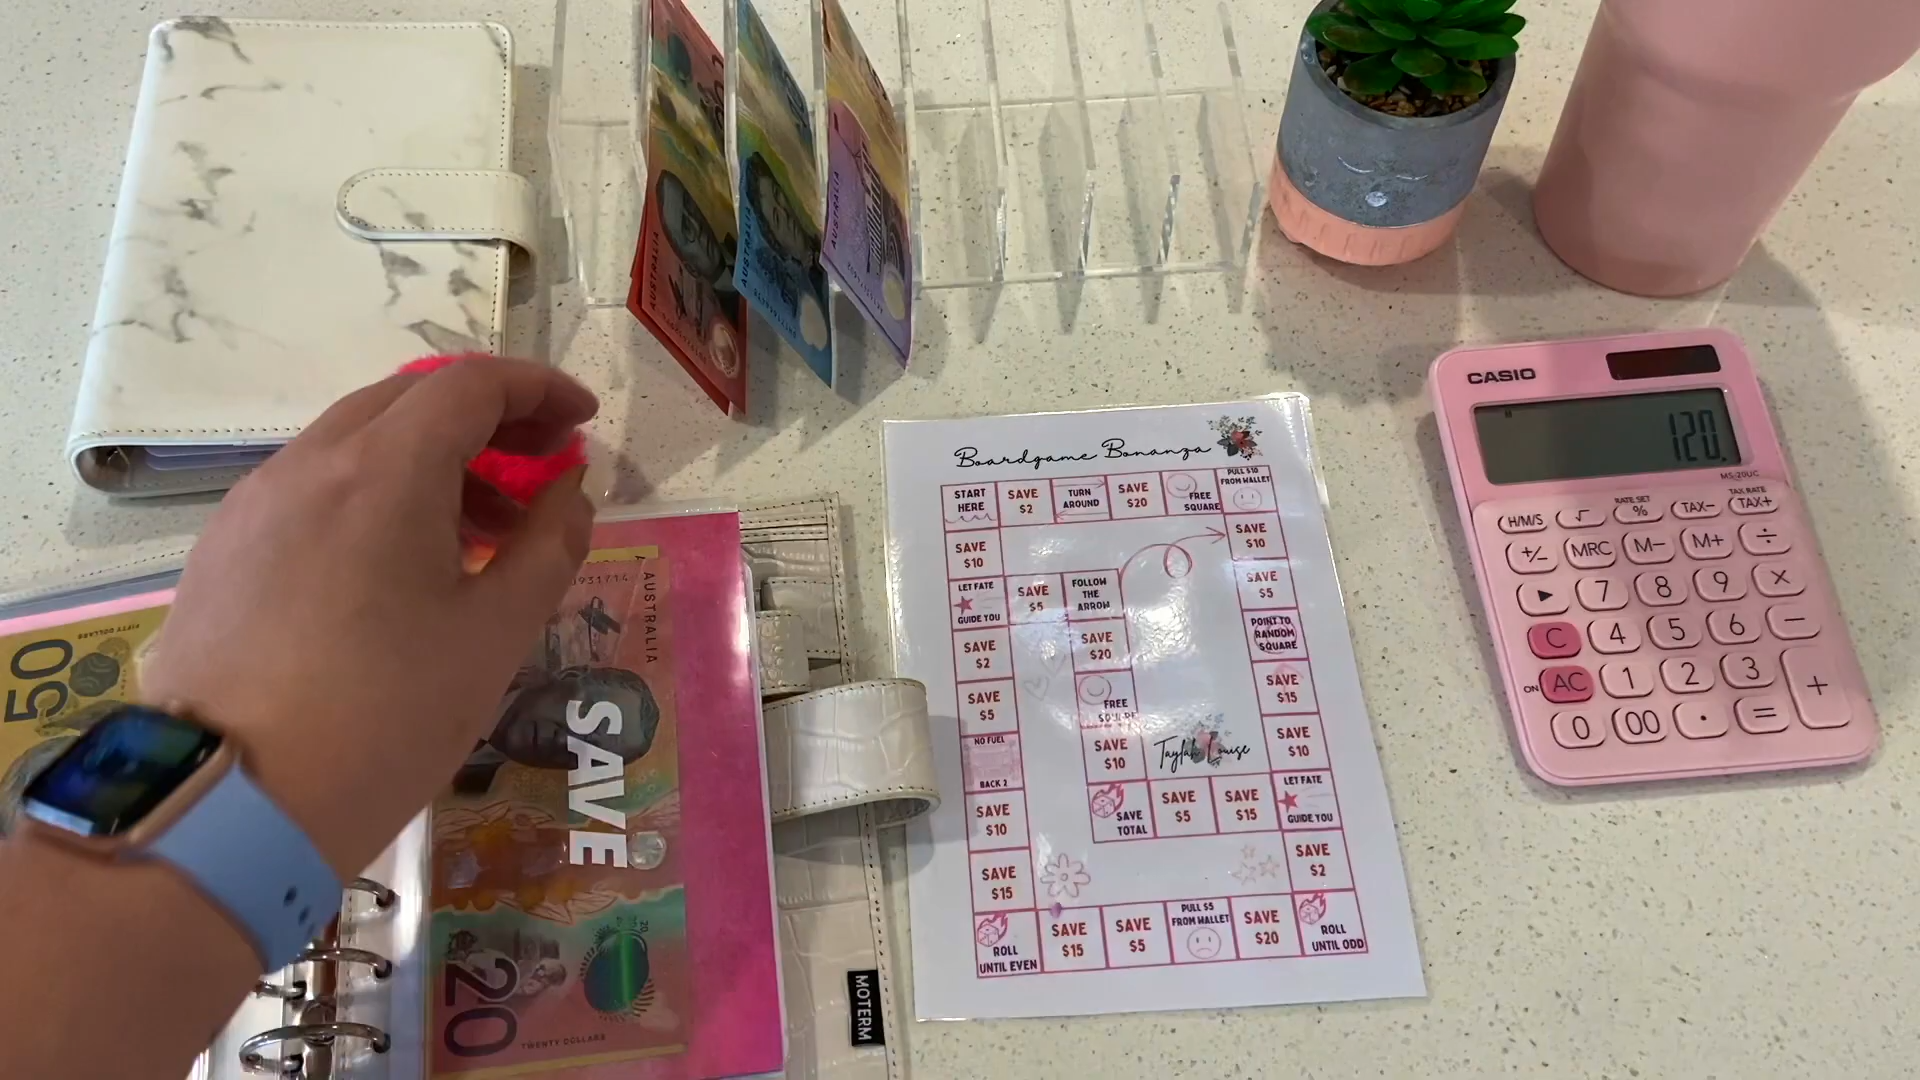 AUSTRALIA
AUSTRALIA
AUSTRALIA
Boardgame Bonanza
START
HERE
SAVE
$2
TURN
AROUND
SAVE
$20
FREE
SQUARE
PULL $10
FROM WALLET
SAVE
$10
SAVE
$10
LET FATE
GUIDE YOU
SAVE
$5
FOLLOW
THE
ARROW
SAVE
$5
SAVE
$2
SAVE
$20
POINT TO
RANDOM
SQUARE
SAVE
$5
FREE
SQUARE
SAVE
$15
NO FUEL
BACK 2
SAVE
$10
Taylah Louise
SAVE
$10
SAVE
$10
SAVE
TOTAL
SAVE
$5
SAVE
$15
LET FATE
GUIDE YOU
SAVE
$15
SAVE
$2
ROLL
UNTIL EVEN
SAVE
$15
SAVE
$5
PULL $5
FROM WALLET
SAVE
$20
ROLL
UNTIL ODD
CASIO
120.
MS-20UC
RATE SET
TAX RATE
H/M/S
√
%
TAX-
TAX+
+/-
MRC
M-
M+
÷
▶
7
8
9
×
C
4
5
6
−
ON
AC
1
2
3
+
0
00
.
=
50
FIFTY DOLLARS
AUSTRALIA
SAVE
20
20
TWENTY DOLLARS
MOTERM